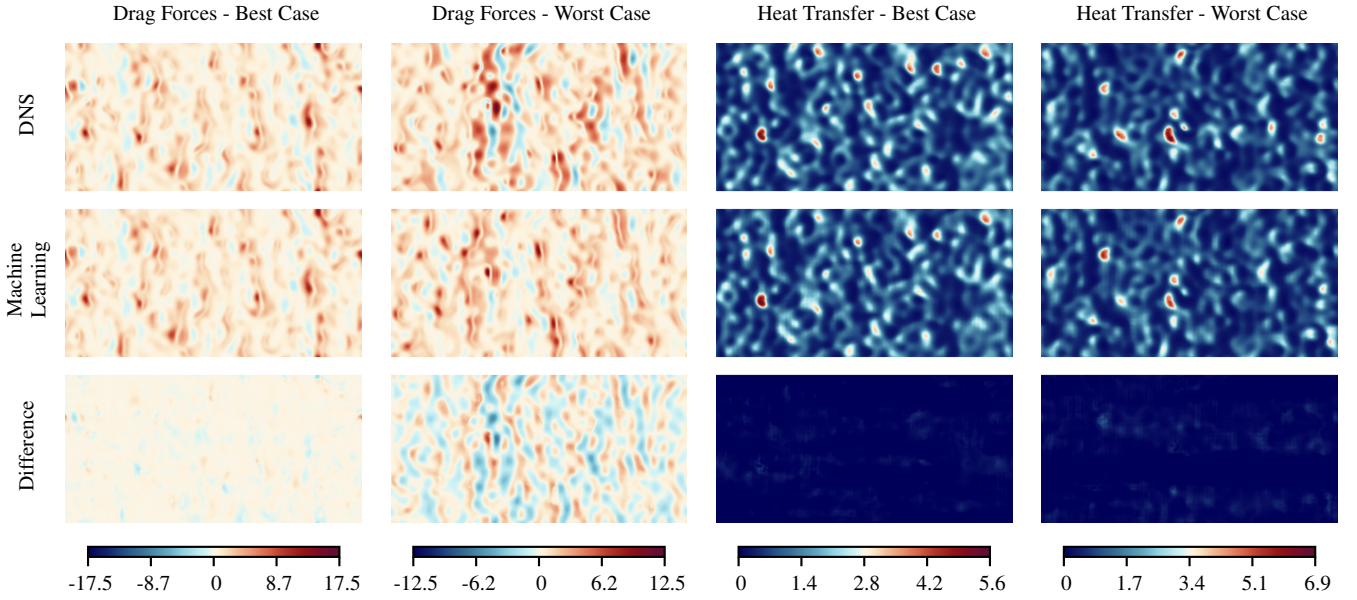 Drag Forces - Best Case
Drag Forces - Worst Case
Heat Transfer - Best Case
Heat Transfer - Worst Case
DNS
Machine
Learning
Difference
-17.5 -8.7 0 8.7 17.5
-12.5 -6.2 0 6.2 12.5
0 1.4 2.8 4.2 5.6
0 1.7 3.4 5.1 6.9